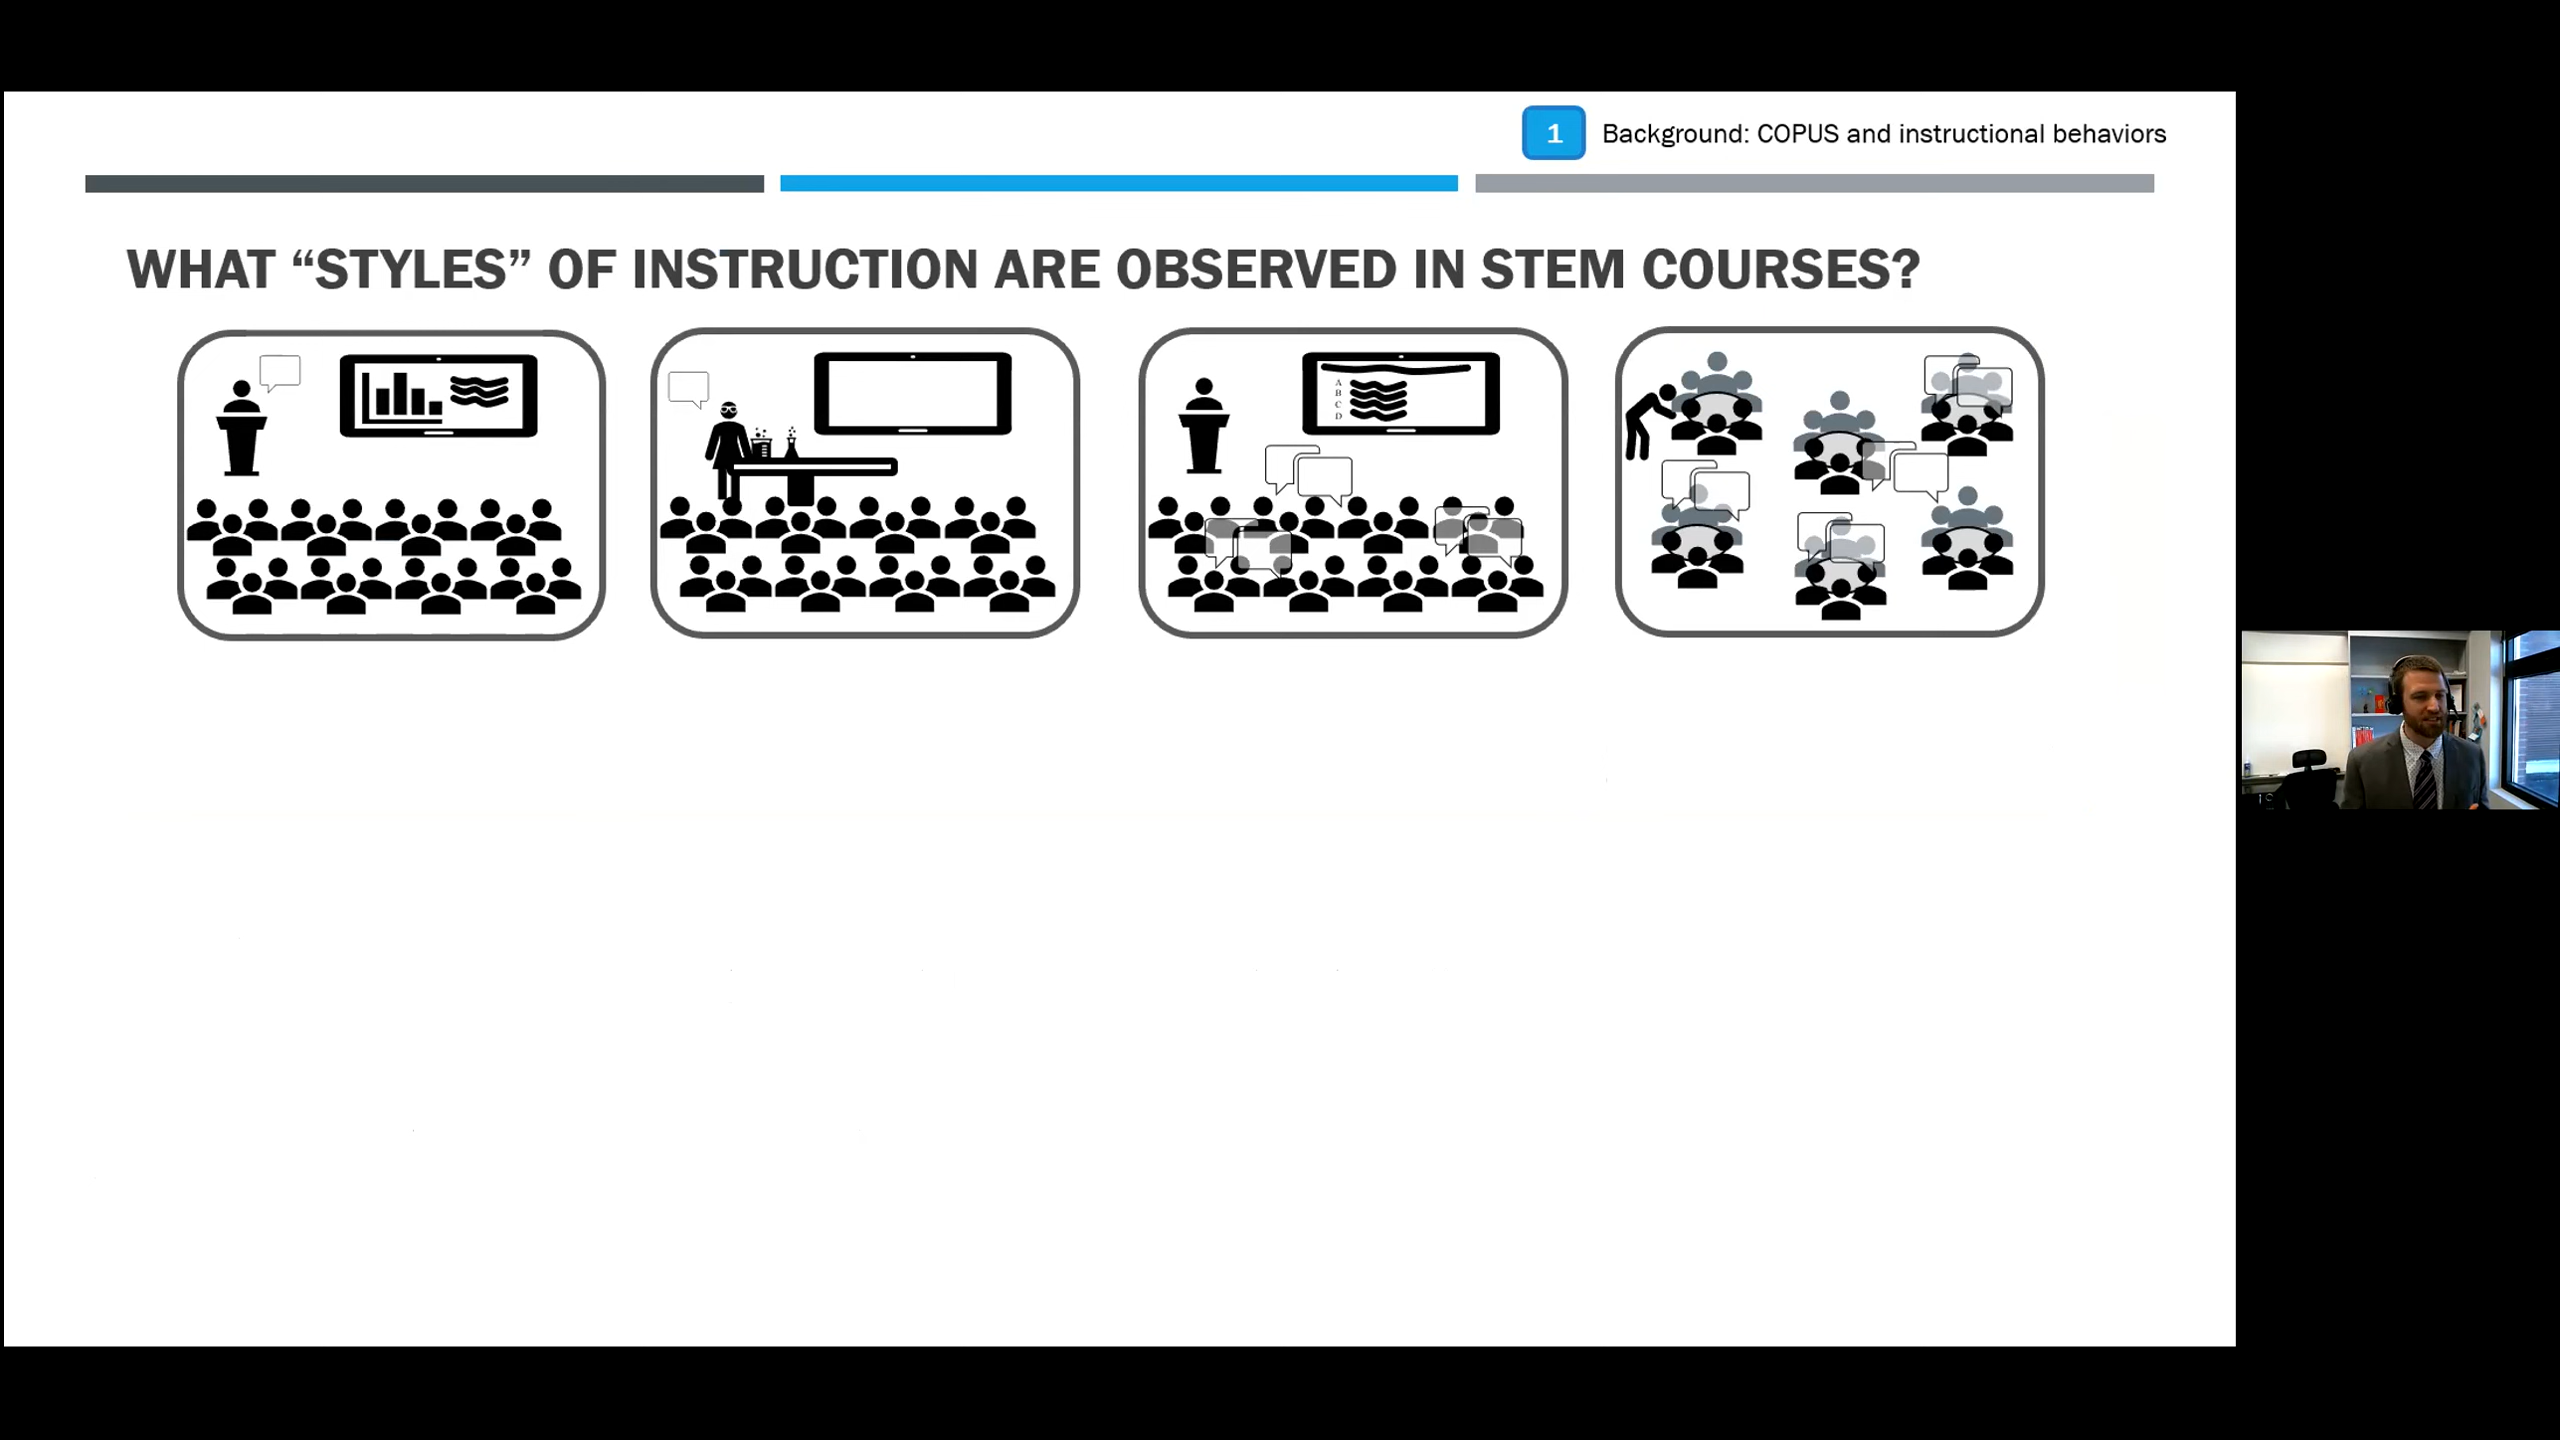 1 Background: COPUS and instructional behaviors
WHAT “STYLES” OF INSTRUCTION ARE OBSERVED IN STEM COURSES?
A
B
C
D